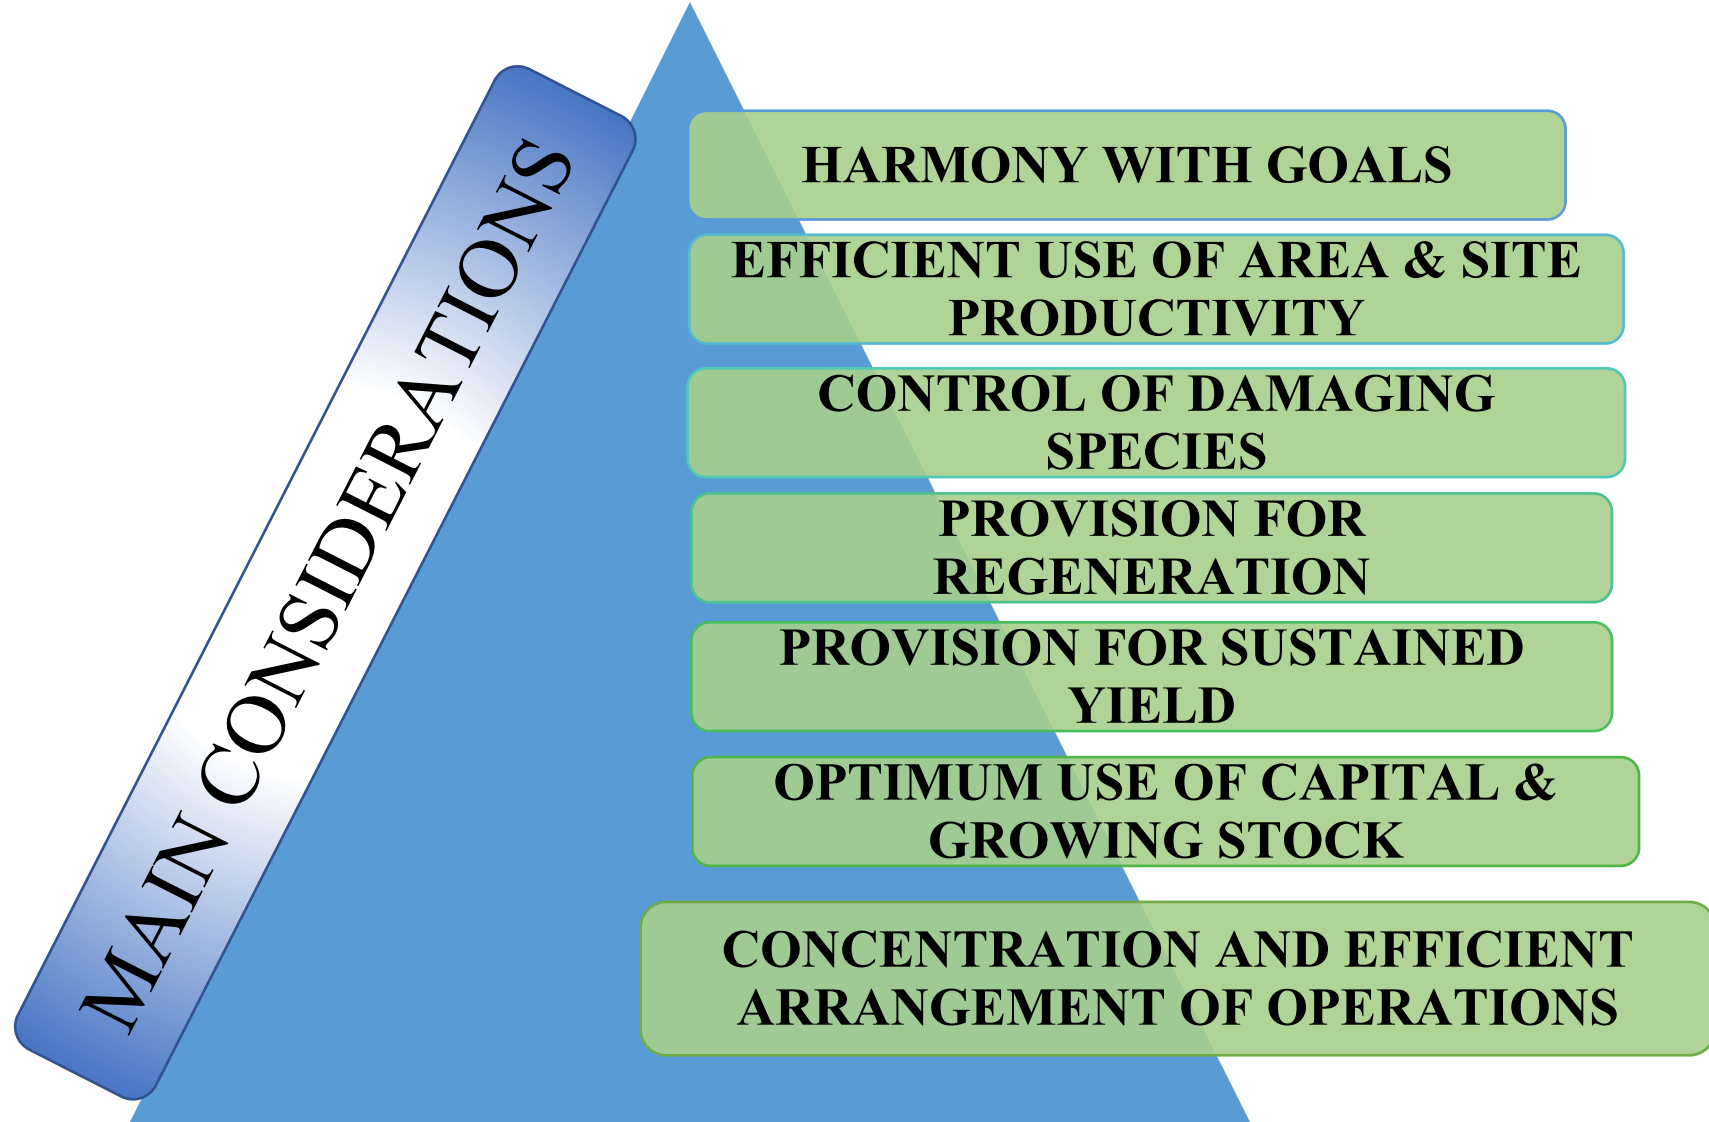 MAIN CONSIDERATIONS
HARMONY WITH GOALS
EFFICIENT USE OF AREA & SITE
PRODUCTIVITY
CONTROL OF DAMAGING
SPECIES
PROVISION FOR
REGENERATION
PROVISION FOR SUSTAINED
YIELD
OPTIMUM USE OF CAPITAL &
GROWING STOCK
CONCENTRATION AND EFFICIENT
ARRANGEMENT OF OPERATIONS